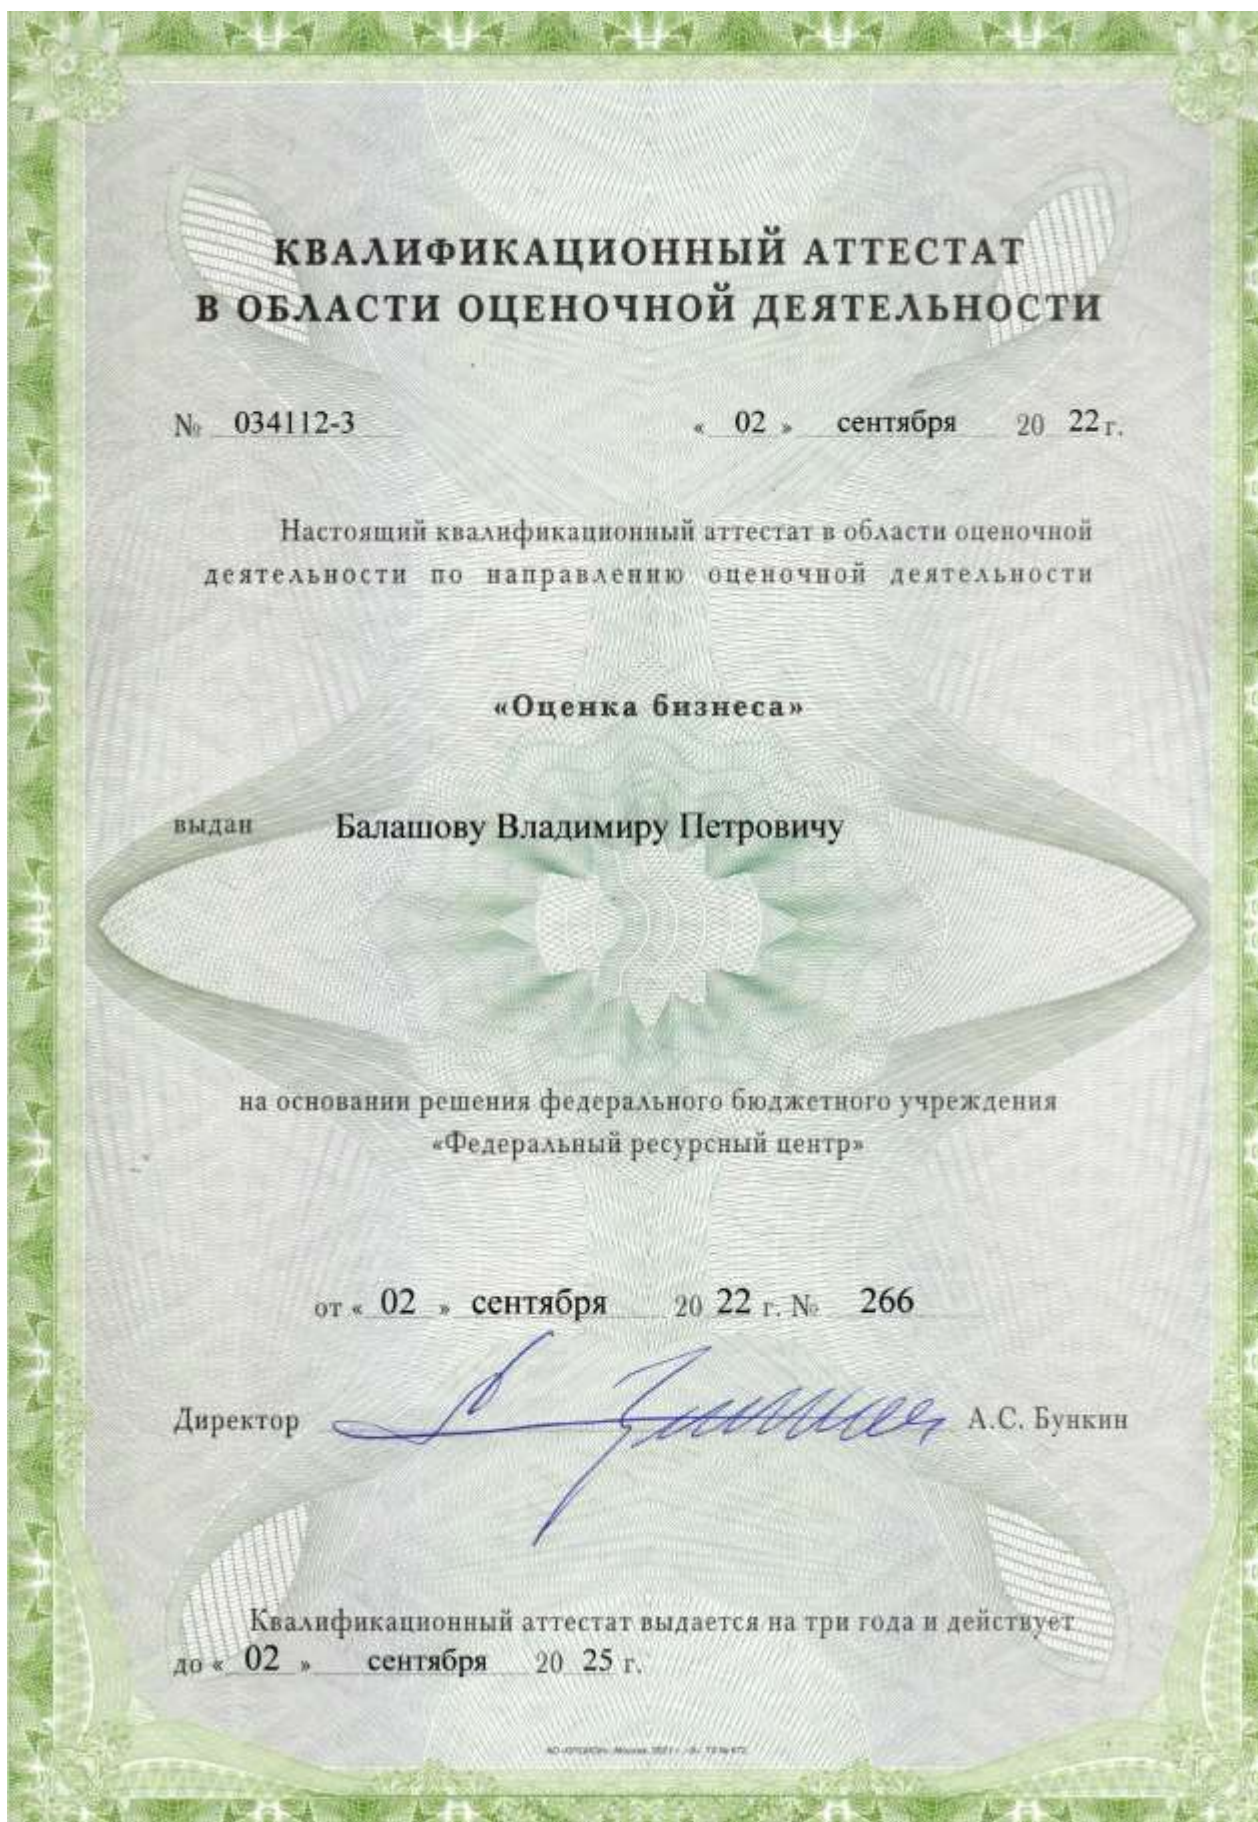 КВАЛИФИКАЦИОННЫЙ АТТЕСТАТ
В ОБЛАСТИ ОЦЕНОЧНОЙ ДЕЯТЕЛЬНОСТИ
№ 034112-3 « 02 » сентября 20 22 г.
Настоящий квалификационный аттестат в области оценочной
деятельности по направлению оценочной деятельности
«Оценка бизнеса»
выдан Балашову Владимиру Петровичу
на основании решения федерального бюджетного учреждения
«Федеральный ресурсный центр»
от « 02 » сентября 20 22 г. № 266
Директор А.С. Бункин
Квалификационный аттестат выдается на три года и действует
до « 02 » сентября 20 25 г.
Москва, 2021 г.